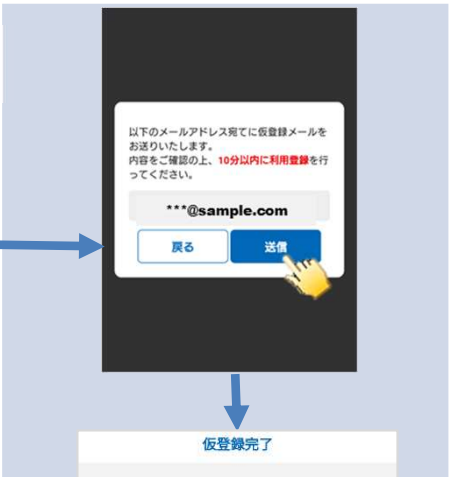 以下のメールアドレス宛てに仮登録メールを
お送りいたします。
内容をご確認の上、10分以内に利用登録を行
ってください。
***@sample.com
戻る
送信
仮登録完了